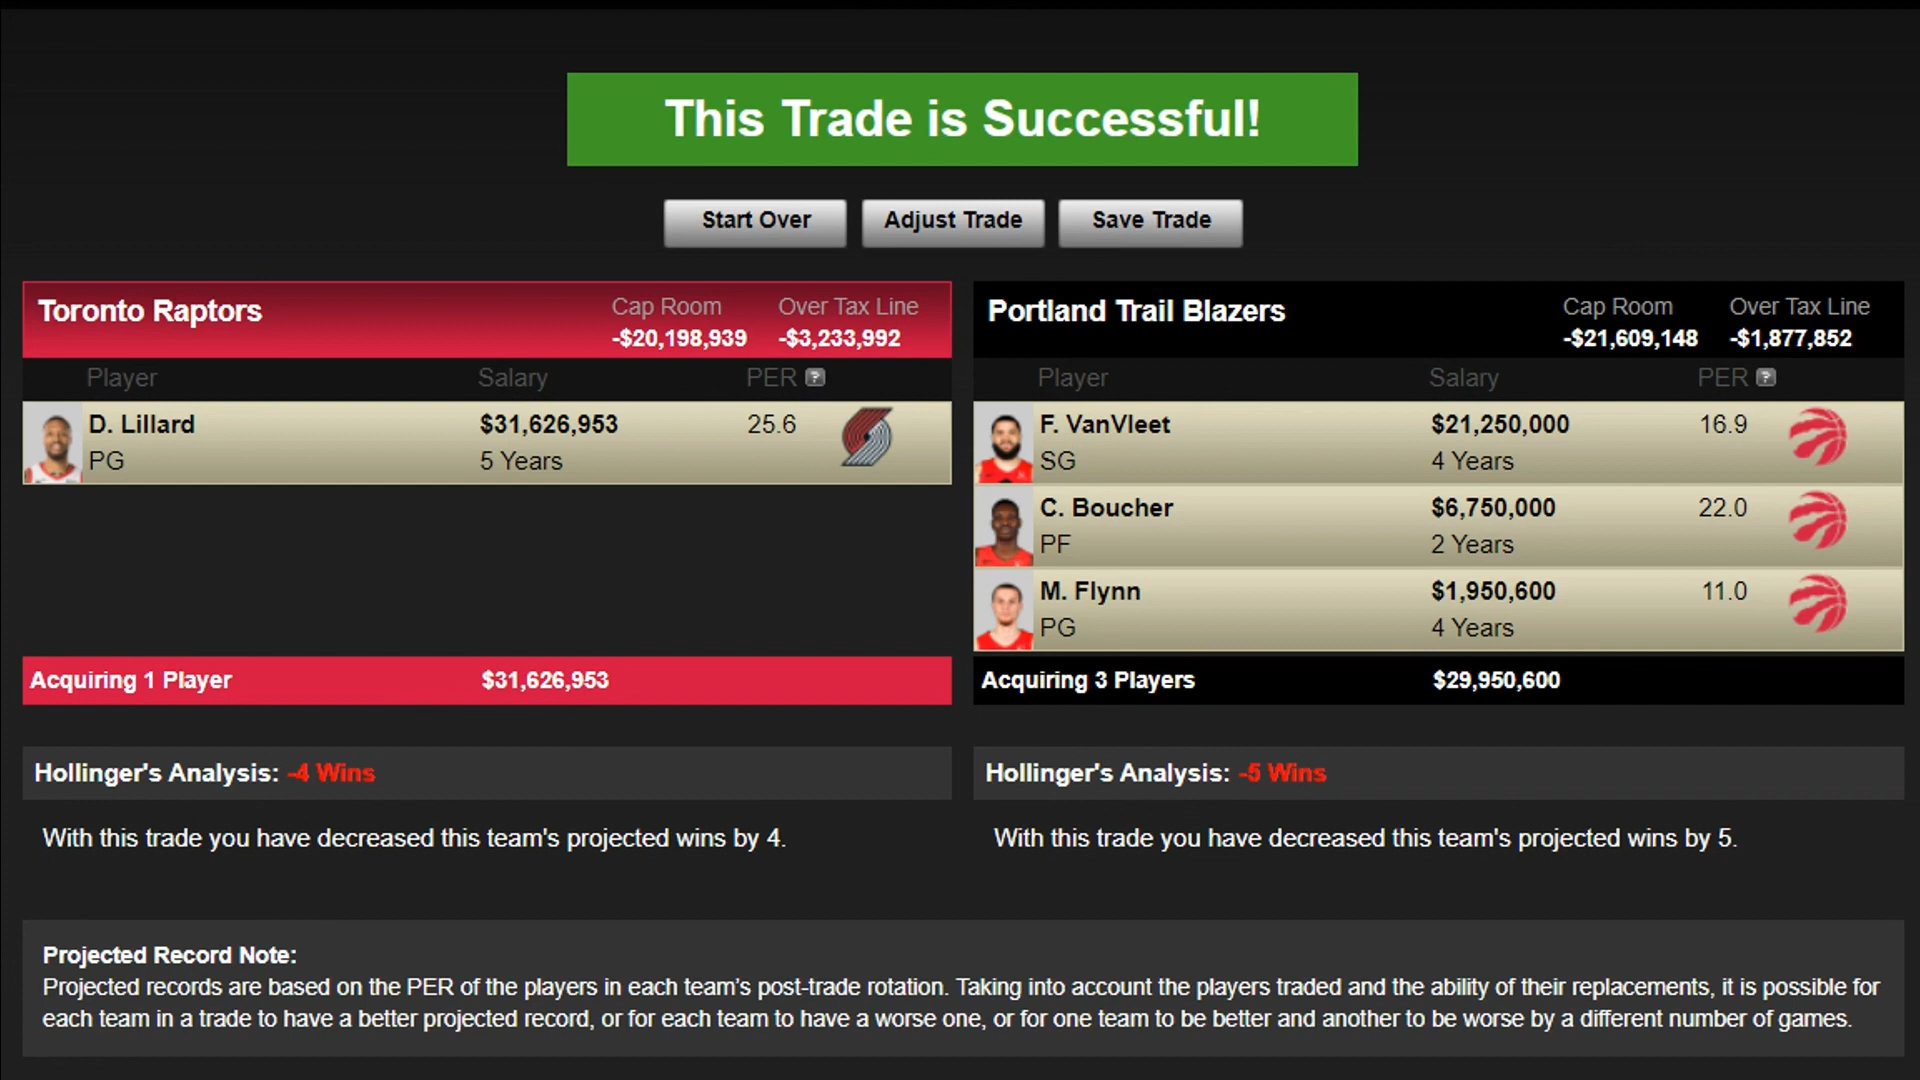 This Trade is Successful!
Start Over
Adjust Trade
Save Trade
Toronto Raptors
Cap Room
-$20,198,939
Over Tax Line
-$3,233,992
Player Salary PER ?
D. Lillard $31,626,953 25.6
PG 5 Years
Acquiring 1 Player $31,626,953
Hollinger's Analysis: -4 Wins
With this trade you have decreased this team's projected wins by 4.
Portland Trail Blazers
Cap Room
-$21,609,148
Over Tax Line
-$1,877,852
Player Salary PER ?
F. VanVleet $21,250,000 16.9
SG 4 Years
C. Boucher $6,750,000 22.0
PF 2 Years
M. Flynn $1,950,600 11.0
PG 4 Years
Acquiring 3 Players $29,950,600
Hollinger's Analysis: -5 Wins
With this trade you have decreased this team's projected wins by 5.
Projected Record Note:
Projected records are based on the PER of the players in each team's post-trade rotation. Taking into account the players traded and the ability of their replacements, it is possible for
each team in a trade to have a better projected record, or for each team to have a worse one, or for one team to be better and another to be worse by a different number of games.